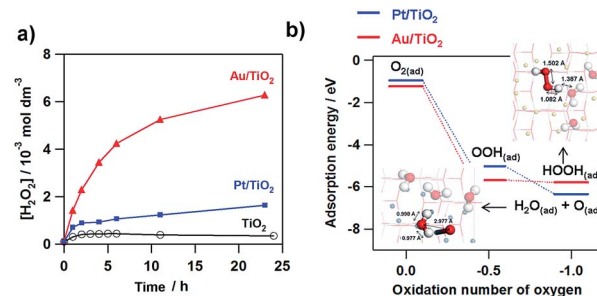 a)
8
6
4
2
0
[H₂O₂] / 10⁻³ mol dm⁻³
Au/TiO₂
Pt/TiO₂
TiO₂
0 5 10 15 20 25
Time / h
b)
Pt/TiO₂
Au/TiO₂
0
-2
-4
-6
-8
Adsorption energy / eV
O₂(ad)
OOH(ad)
HOOH(ad)
H₂O(ad) + O(ad)
1.502 Å
1.387 Å
1.082 Å
0.998 Å
2.977 Å
0.977 Å
0.0 -0.5 -1.0
Oxidation number of oxygen